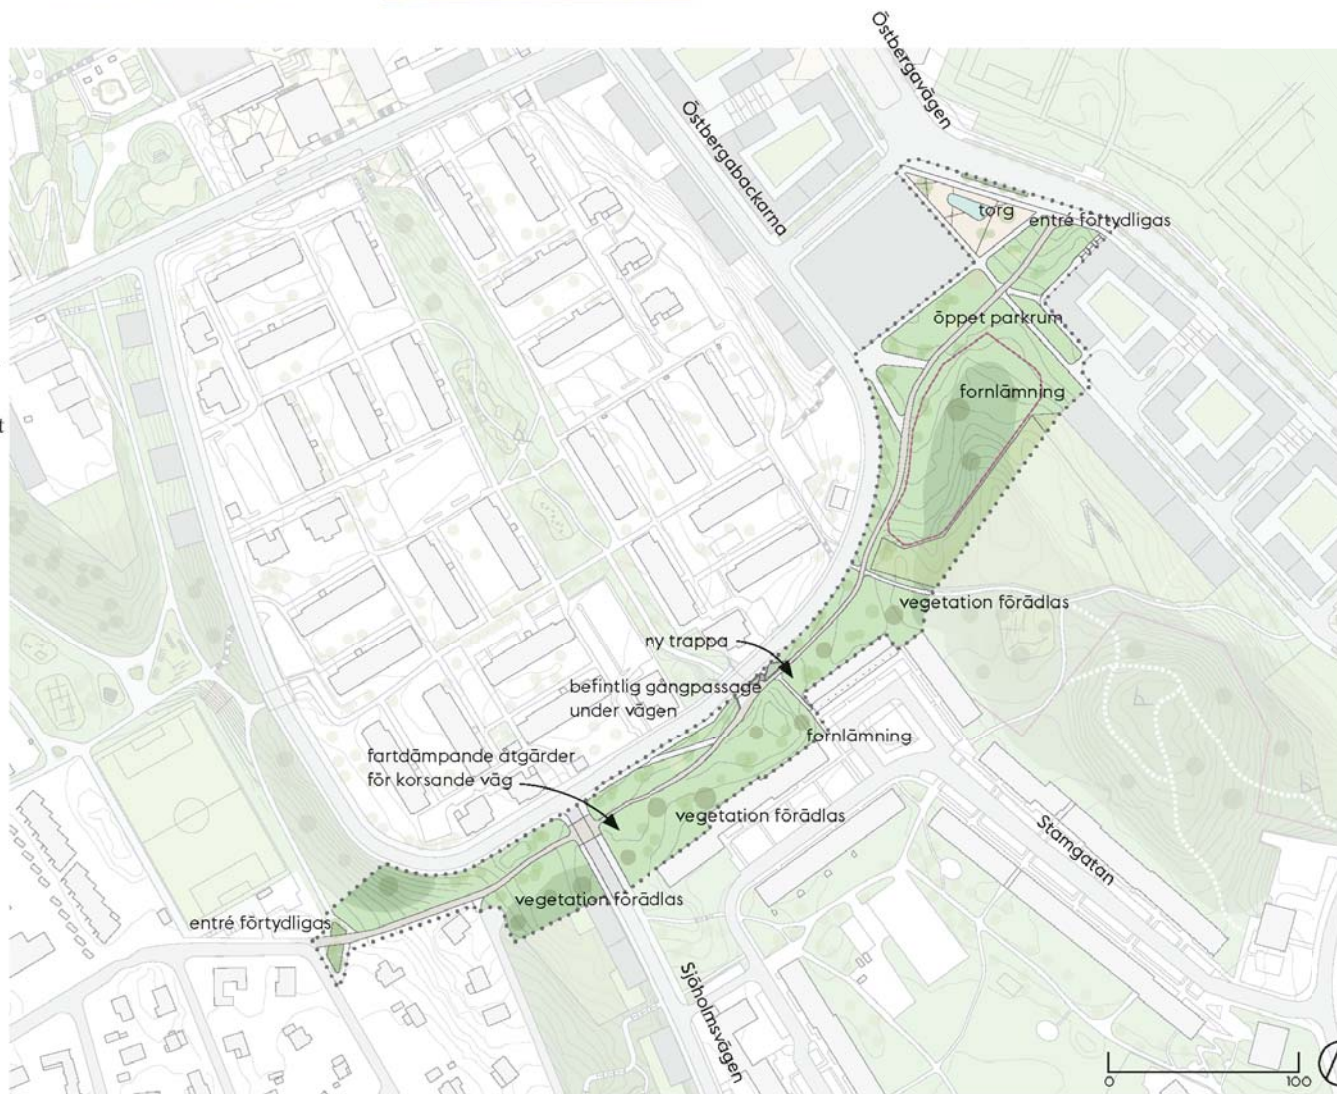 Östbergavägen
Östbergabackarna
torg
entré förtydligas
öppet parkrum
fornlämning
t
vegetation förädlas
ny trappa
befintlig gångpassage
under vägen
fornlämning
fartdämpande åtgärder
för korsande väg
vegetation förädlas
Stamgatan
vegetation förädlas
entré förtydligas
Sjöholmsvägen
0
100